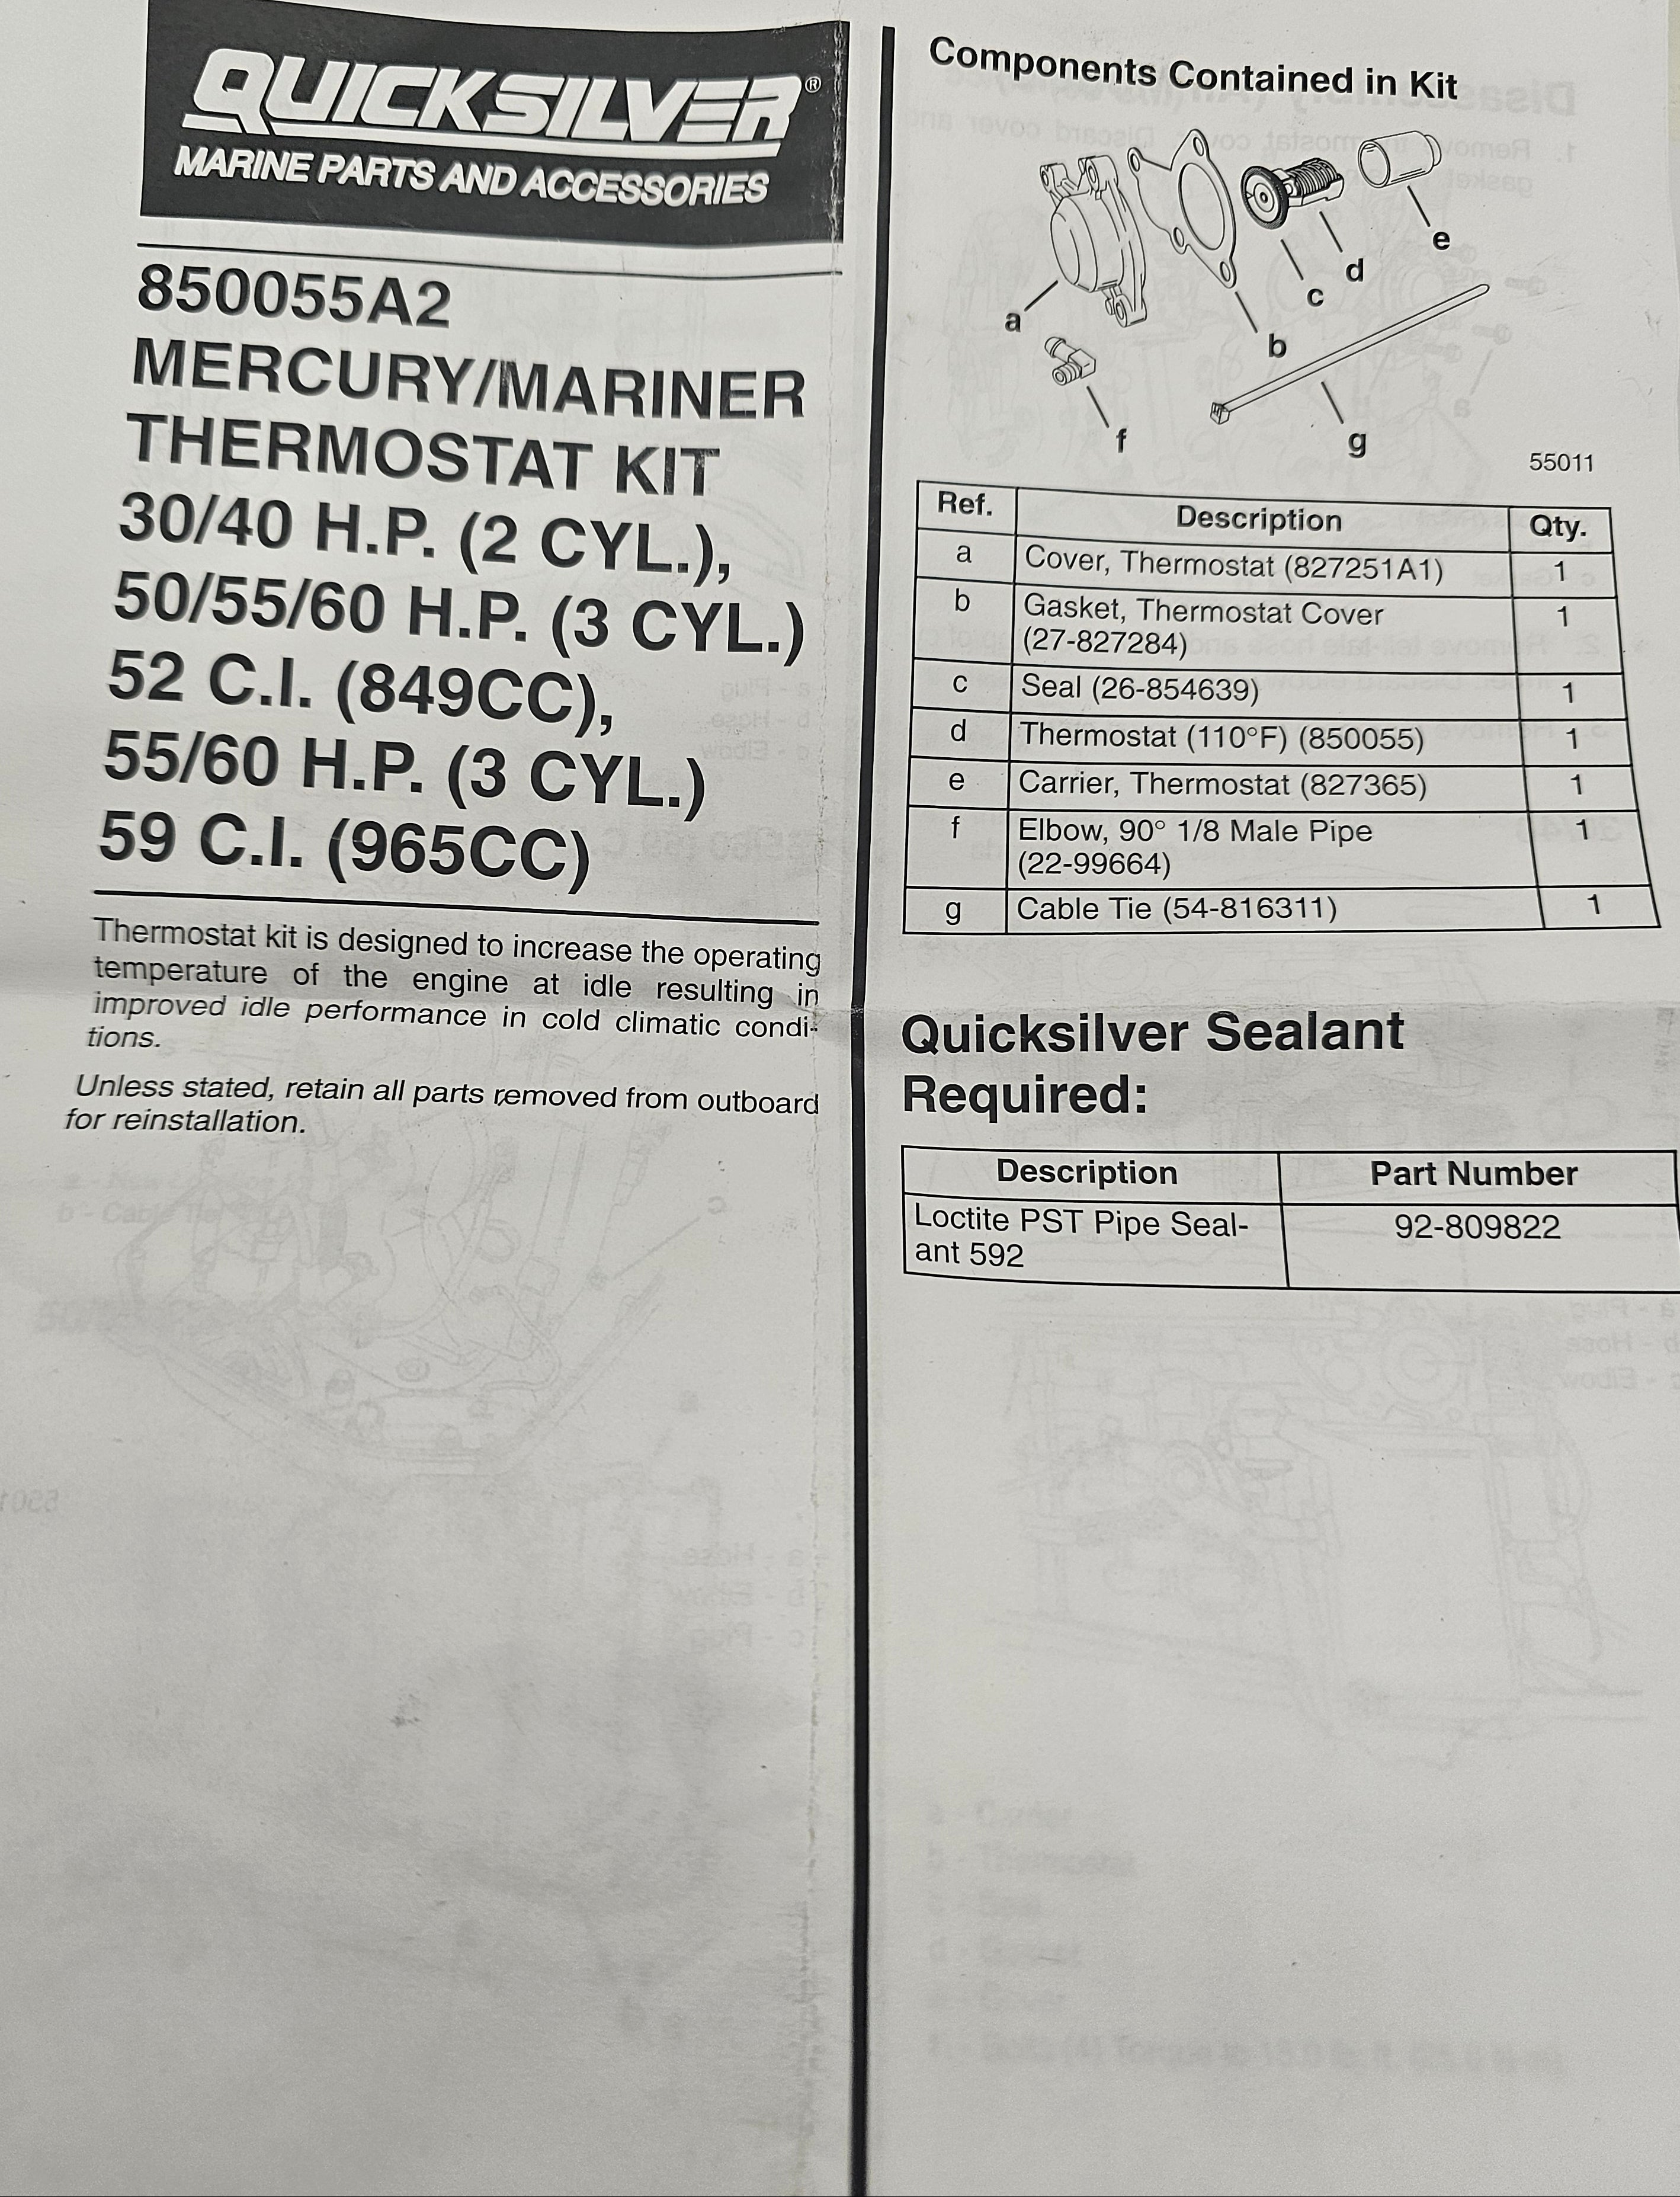 QUICKSILVER®
MARINE PARTS AND ACCESSORIES
850055A2
MERCURY/MARINER
THERMOSTAT KIT
30/40 H.P. (2 CYL.),
50/55/60 H.P. (3 CYL.)
52 C.I. (849CC),
55/60 H.P. (3 CYL.)
59 C.I. (965CC)
Thermostat kit is designed to increase the operating
temperature of the engine at idle resulting in
improved idle performance in cold climatic condi-
tions.
Unless stated, retain all parts removed from outboard
for reinstallation.
Components Contained in Kit
a
b
c
d
e
f
g
55011
Ref. Description Qty.
a Cover, Thermostat (827251A1) 1
b Gasket, Thermostat Cover 1
(27-827284)
c Seal (26-854639) 1
d Thermostat (110°F) (850055) 1
e Carrier, Thermostat (827365) 1
f Elbow, 90° 1/8 Male Pipe 1
(22-99664)
g Cable Tie (54-816311) 1
Quicksilver Sealant
Required:
Description Part Number
Loctite PST Pipe Seal- 92-809822
ant 592